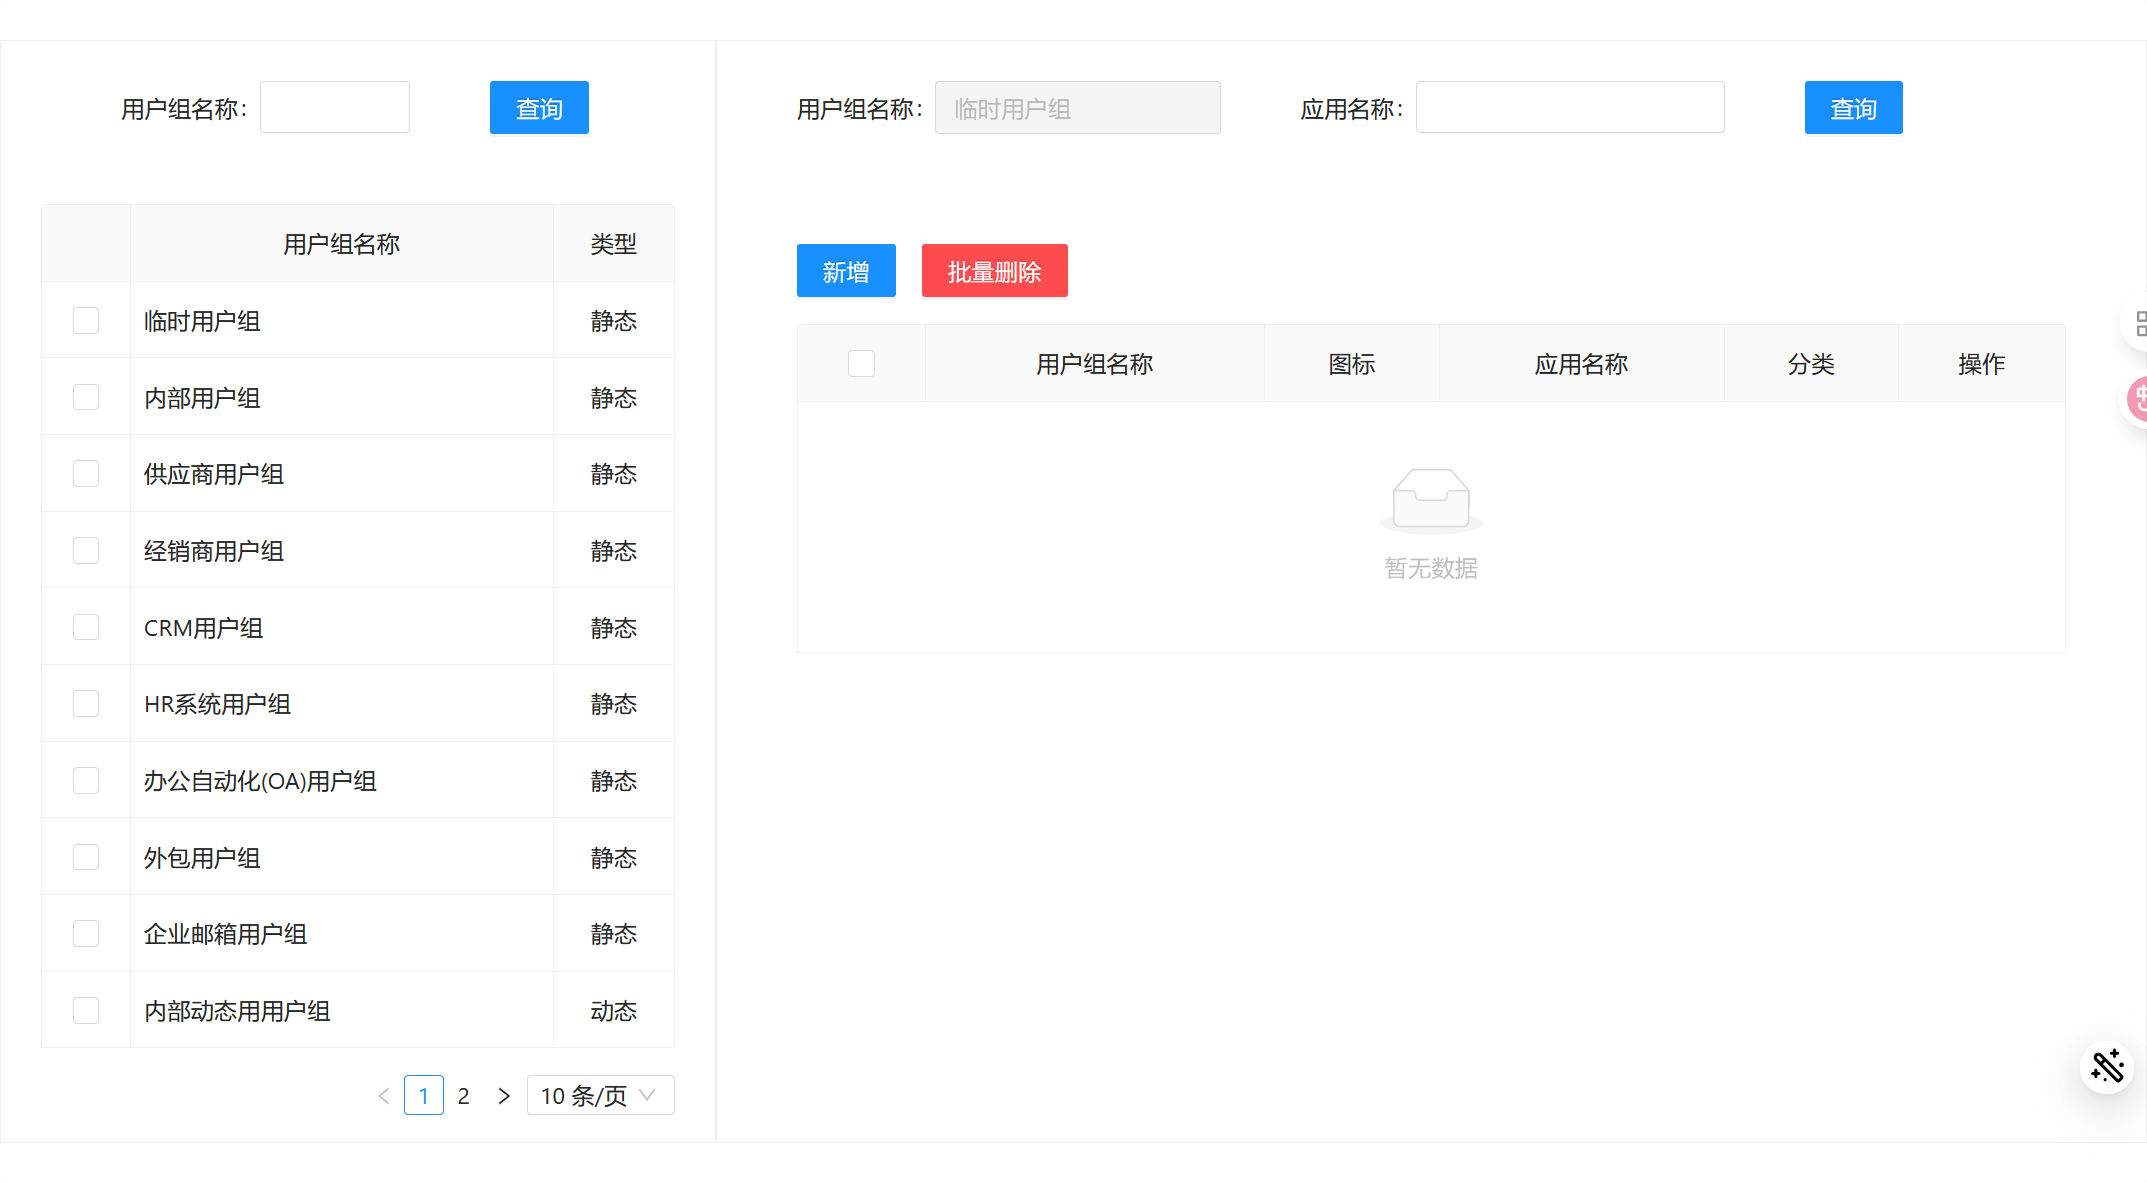 用户组名称: 查询
用户组名称 类型
临时用户组 静态
内部用户组 静态
供应商用户组 静态
经销商用户组 静态
CRM用户组 静态
HR系统用户组 静态
办公自动化(OA)用户组 静态
外包用户组 静态
企业邮箱用户组 静态
内部动态用用户组 动态
1 2 10 条/页
用户组名称: 临时用户组 应用名称: 查询
新增 批量删除
用户组名称 图标 应用名称 分类 操作
暂无数据